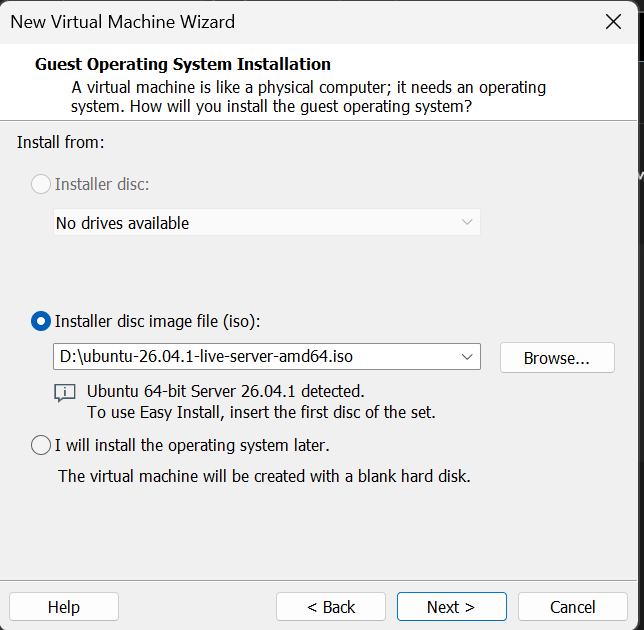 New Virtual Machine Wizard
Guest Operating System Installation
A virtual machine is like a physical computer; it needs an operating
system. How will you install the guest operating system?
Install from:
Installer disc:
No drives available
Installer disc image file (iso):
D:\ubuntu-26.04.1-live-server-amd64.iso
Browse...
Ubuntu 64-bit Server 26.04.1 detected.
To use Easy Install, insert the first disc of the set.
I will install the operating system later.
The virtual machine will be created with a blank hard disk.
Help
< Back
Next >
Cancel